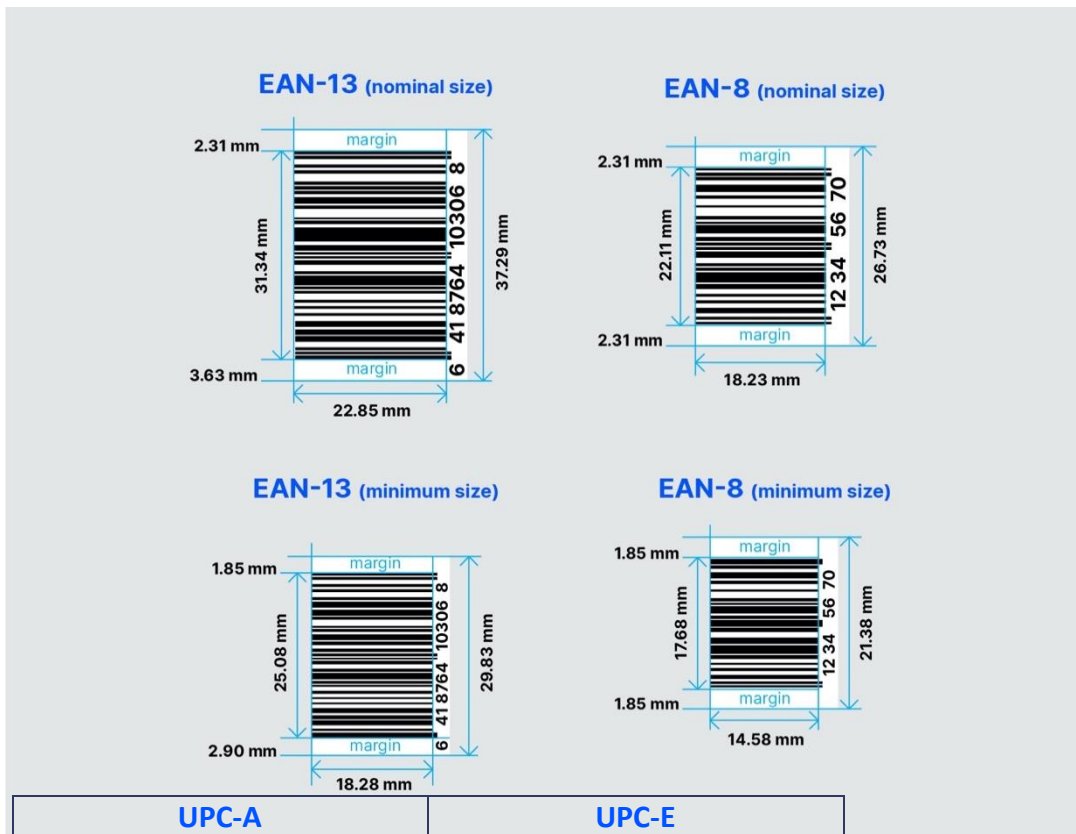 EAN-13 (nominal size)
2.31 mm
margin
31.34 mm
6 41 8764 10306 8
37.29 mm
3.63 mm
margin
22.85 mm
EAN-8 (nominal size)
2.31 mm
margin
22.11 mm
12 34 56 70
26.73 mm
2.31 mm
margin
18.23 mm
EAN-13 (minimum size)
1.85 mm
margin
25.08 mm
6 41 8764 10306 8
29.83 mm
2.90 mm
margin
18.28 mm
EAN-8 (minimum size)
1.85 mm
margin
17.68 mm
12 34 56 70
21.38 mm
1.85 mm
margin
14.58 mm
UPC-A
UPC-E